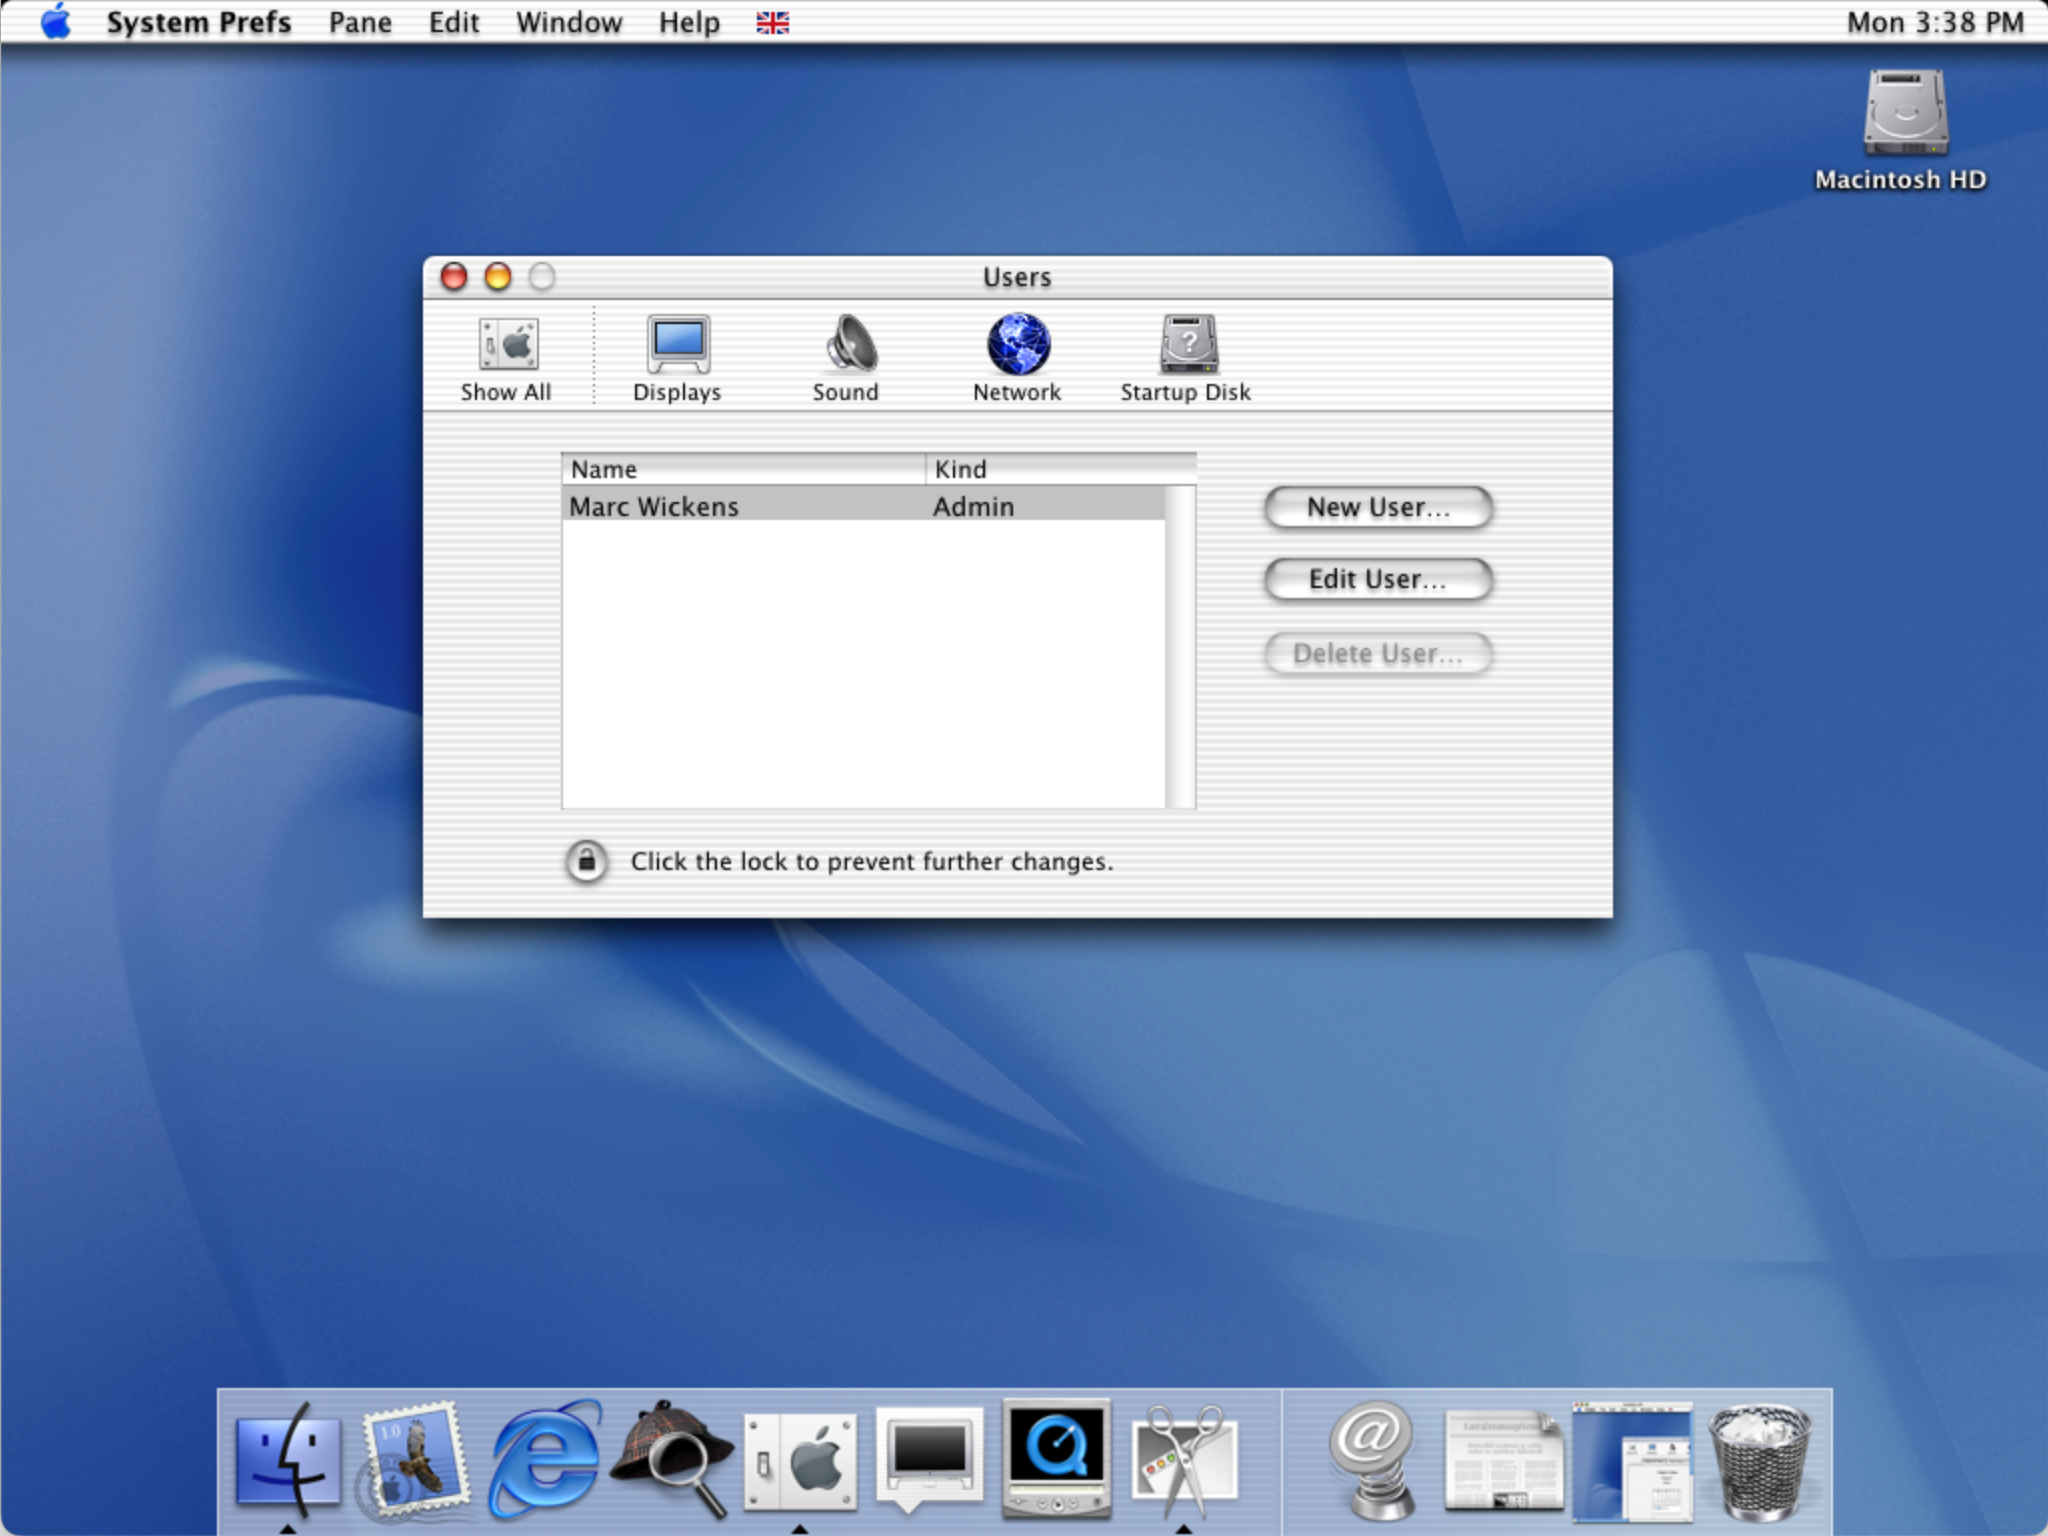 System Prefs Pane Edit Window Help Mon 3:38 PM
Macintosh HD
Users
Show All Displays Sound Network Startup Disk
Name Kind
Marc Wickens Admin
New User...
Edit User...
Delete User...
Click the lock to prevent further changes.
1.0
@